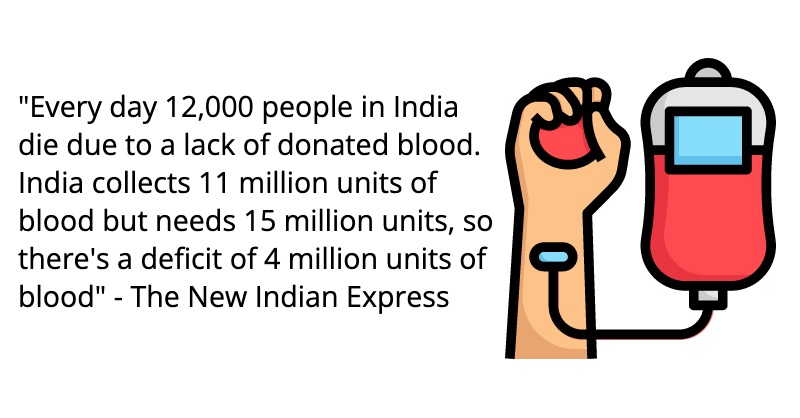 "Every day 12,000 people in India
die due to a lack of donated blood.
India collects 11 million units of
blood but needs 15 million units, so
there's a deficit of 4 million units of
blood" - The New Indian Express